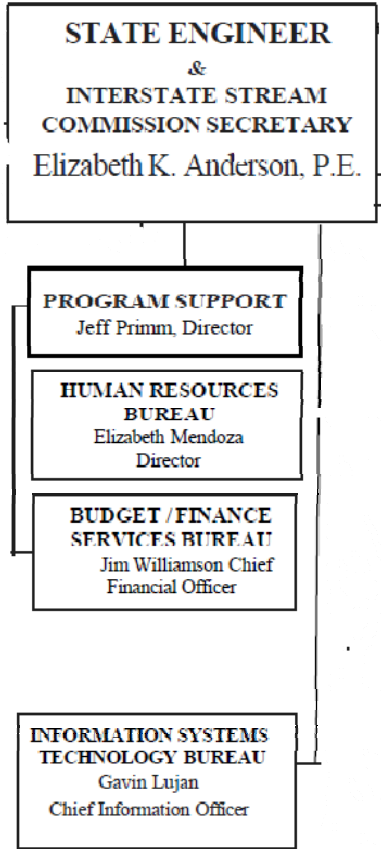 STATE ENGINEER
&
INTERSTATE STREAM
COMMISSION SECRETARY
Elizabeth K. Anderson, P.E.
PROGRAM SUPPORT
Jeff Primm, Director
HUMAN RESOURCES
BUREAU
Elizabeth Mendoza
Director
BUDGET /FINANCE
SERVICES BUREAU
Jim Williamson Chief
Financial Officer
INFORMATION SYSTEMS
TECHNOLOGY BUREAU
Gavin Lujan
Chief Information Officer